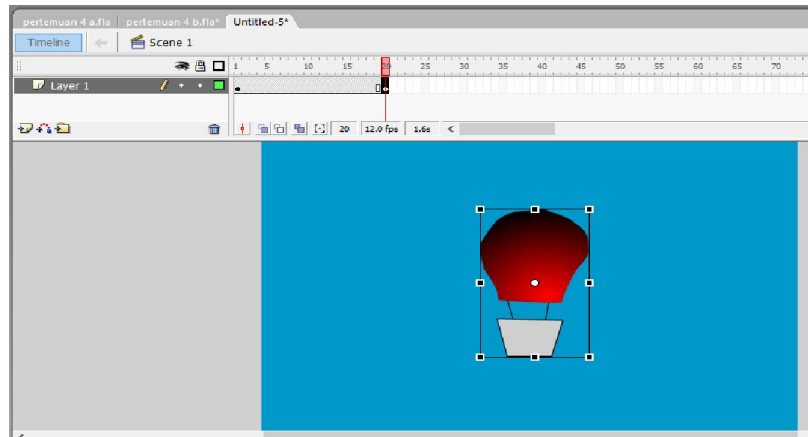 pertemuan 4 a.fla pertemuan 4 b.fla* Untitled-5*
Timeline Scene 1
1 5 10 15 20 25 30 35 40 45 50 55 60 65 70
Layer 1
20 12.0 fps 1.6s